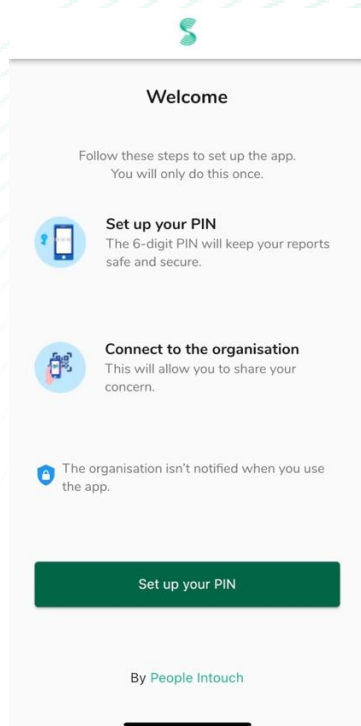 Welcome
Follow these steps to set up the app.
You will only do this once.
Set up your PIN
The 6-digit PIN will keep your reports
safe and secure.
Connect to the organisation
This will allow you to share your
concern.
The organisation isn't notified when you use
the app.
Set up your PIN
By People Intouch